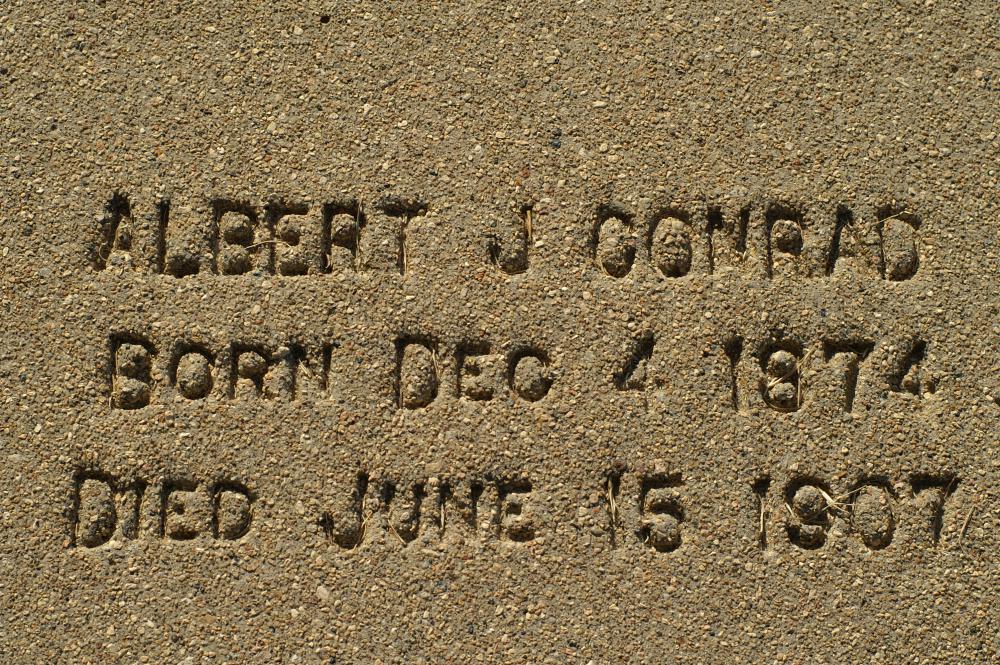 ALBERT J CONRAD
BORN DEC 4 1874
DIED JUNE 15 1907